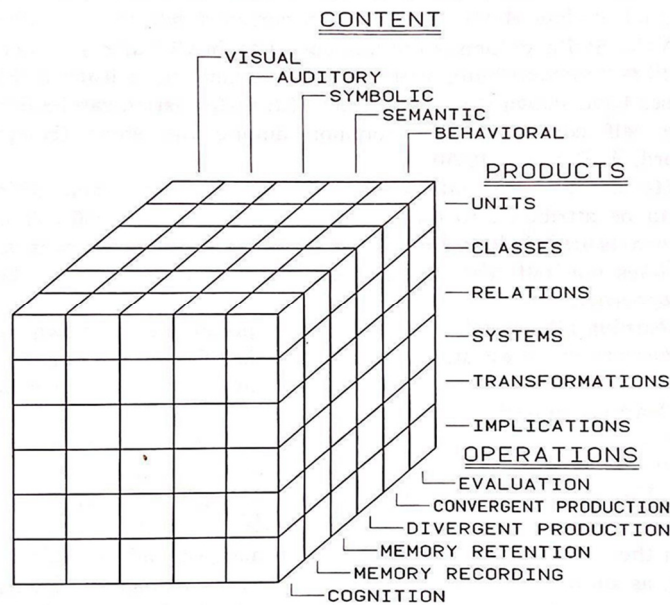 CONTENT
VISUAL
AUDITORY
SYMBOLIC
SEMANTIC
BEHAVIORAL
PRODUCTS
UNITS
CLASSES
RELATIONS
SYSTEMS
TRANSFORMATIONS
IMPLICATIONS
OPERATIONS
EVALUATION
CONVERGENT PRODUCTION
DIVERGENT PRODUCTION
MEMORY RETENTION
MEMORY RECORDING
COGNITION